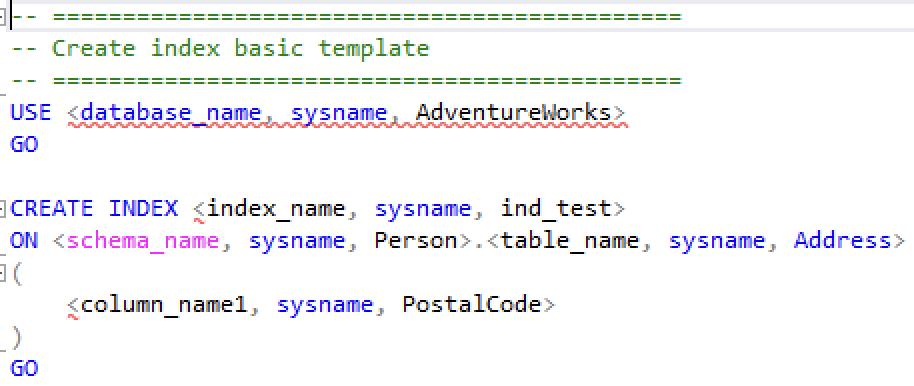 -- =============================================
-- Create index basic template
-- =============================================
USE <database_name, sysname, AdventureWorks>
GO

CREATE INDEX <index_name, sysname, ind_test>
ON <schema_name, sysname, Person>.<table_name, sysname, Address>
(
    <column_name1, sysname, PostalCode>
)
GO